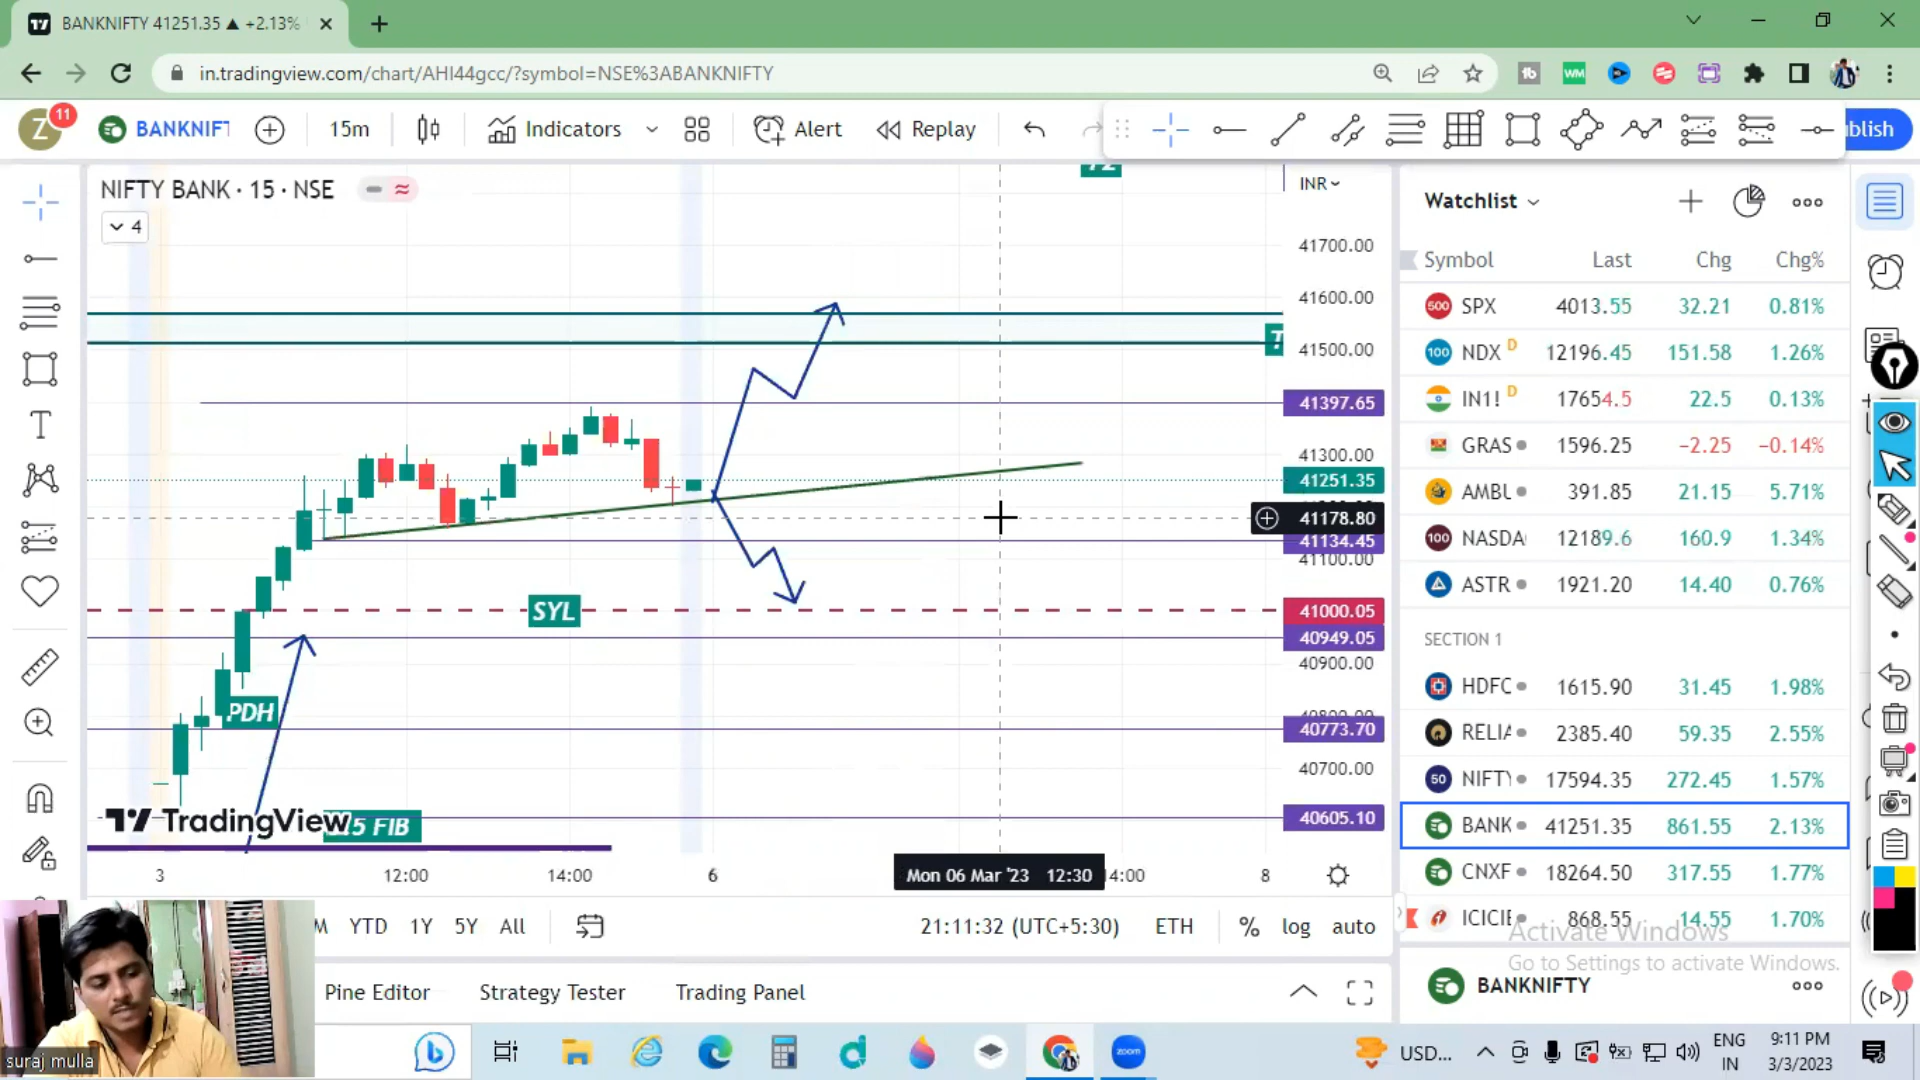 BANKNIFTY 41251.35 ▲ +2.13%
in.tradingview.com/chart/AHI44gcc/?symbol=NSE%3ABANKNIFTY
Z 11 BANKNIFT 15m Indicators Alert Replay blish
NIFTY BANK · 15 · NSE
4
INR
41700.00
41600.00
41500.00
41397.65
41300.00
41251.35
41178.80
41134.45
41100.00
SYL
41000.05
40949.05
40900.00
PDH
40773.70
40700.00
TradingView
15 FIB
40605.10
3 12:00 14:00 6 Mon 06 Mar '23 12:30 14:00 8
YTD 1Y 5Y All 21:11:32 (UTC+5:30) ETH % log auto
Pine Editor Strategy Tester Trading Panel
Watchlist
Symbol Last Chg Chg%
500 SPX 4013.55 32.21 0.81%
100 NDX D 12196.45 151.58 1.26%
IN1! D 17654.5 22.5 0.13%
GRAS 1596.25 −2.25 −0.14%
AMBU 391.85 21.15 5.71%
100 NASDA 12189.6 160.9 1.34%
ASTR 1921.20 14.40 0.76%
SECTION 1
HDFC 1615.90 31.45 1.98%
RELIA 2385.40 59.35 2.55%
50 NIFTY 17594.35 272.45 1.57%
BANK 41251.35 861.55 2.13%
CNXF 18264.50 317.55 1.77%
ICICIE 868.55 14.55 1.70%
Activate Windows
Go to Settings to activate Windows.
BANKNIFTY
suraj mulla
zoom
USD...
ENG
IN
9:11 PM
3/3/2023